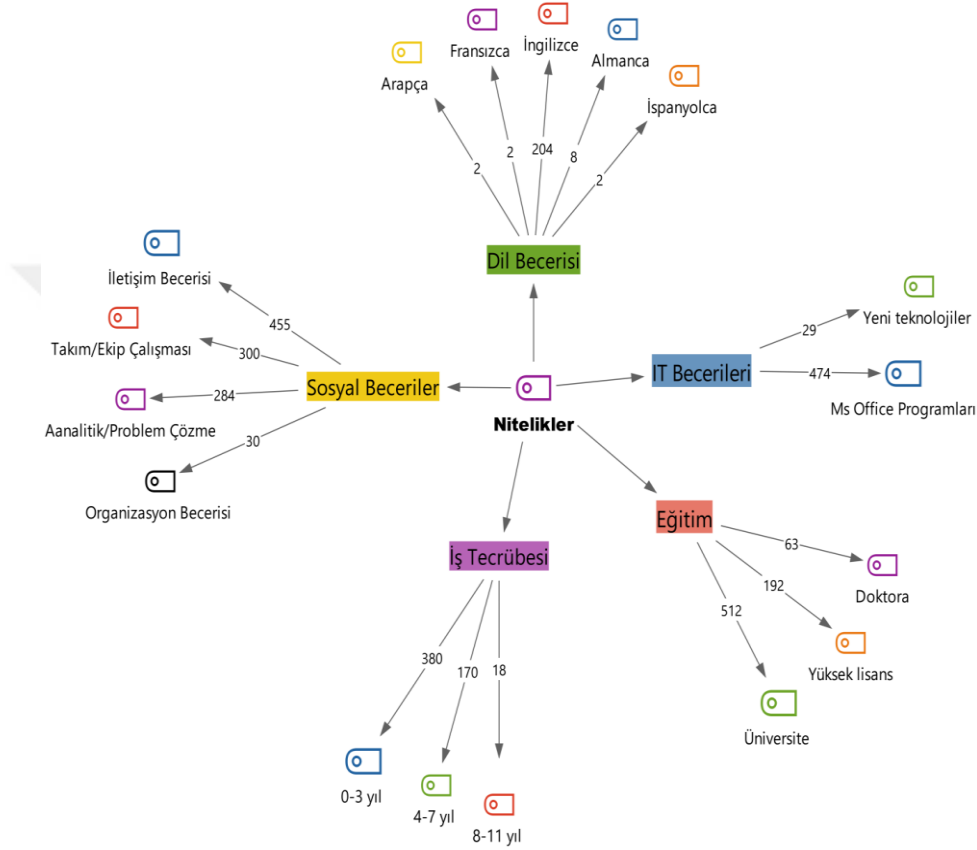 Fransızca
İngilizce
Almanca
Arapça
İspanyolca
2
2
204
8
2
Dil Becerisi
İletişim Becerisi
Takım/Ekip Çalışması
Aanalitik/Problem Çözme
Organizasyon Becerisi
455
300
284
30
Sosyal Beceriler
Nitelikler
IT Becerileri
29
474
Yeni teknolojiler
Ms Office Programları
Eğitim
63
192
512
Doktora
Yüksek lisans
Üniversite
İş Tecrübesi
380
170
18
0-3 yıl
4-7 yıl
8-11 yıl